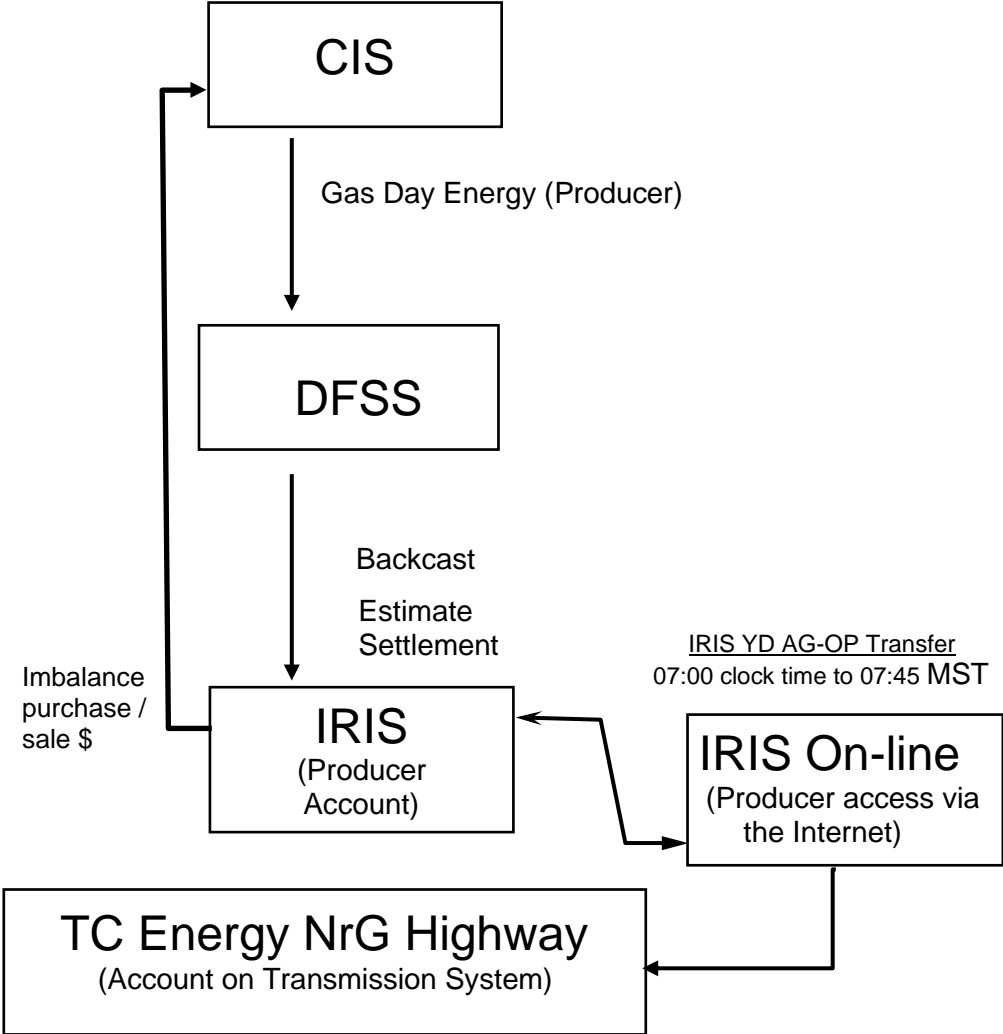 CIS
Gas Day Energy (Producer)
DFSS
Backcast
Estimate
Settlement
IRIS YD AG-OP Transfer
07:00 clock time to 07:45 MST
Imbalance
purchase /
sale $
IRIS
(Producer
Account)
IRIS On-line
(Producer access via
the Internet)
TC Energy NrG Highway
(Account on Transmission System)